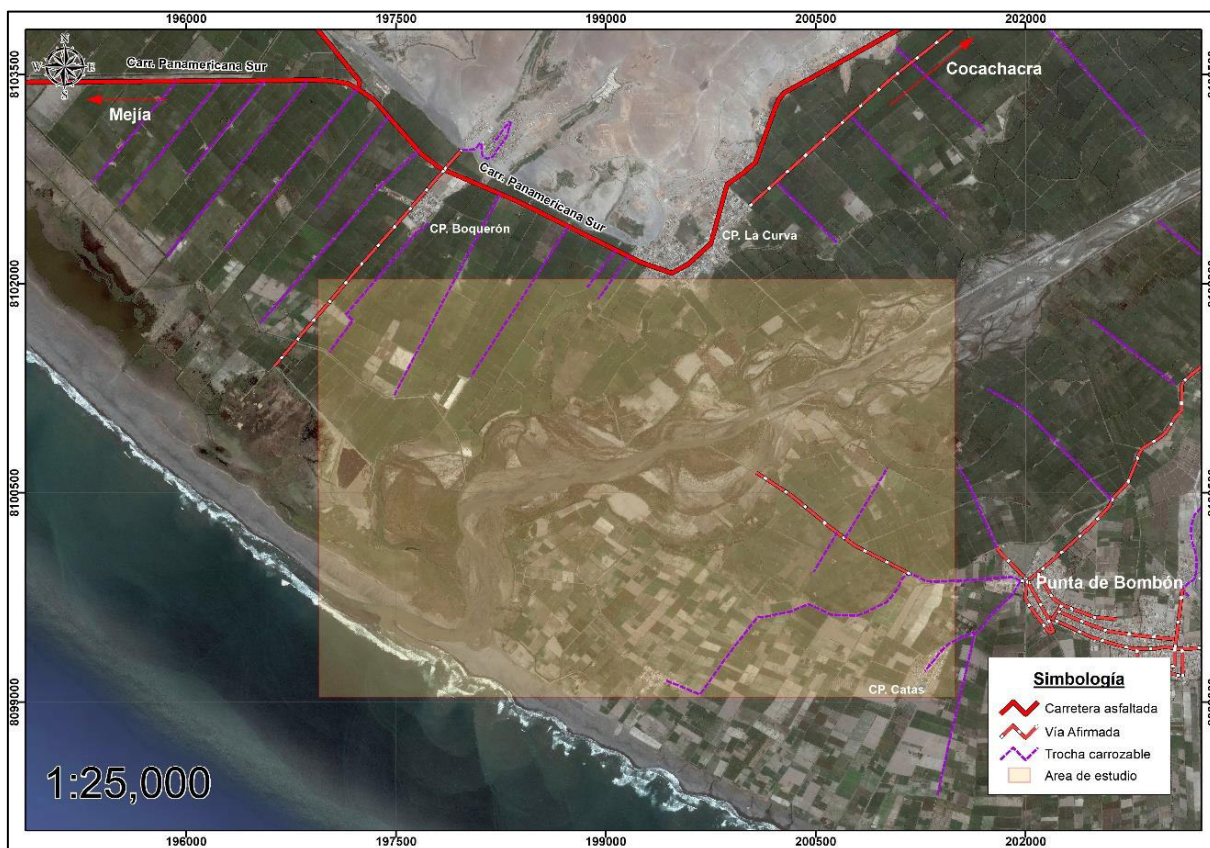 196000
197500
199000
200500
202000
8103500
N
W
E
S
Carr. Panamericana Sur
Mejía
Cocachacra
Carr. Panamericana Sur
CP. Boquerón
CP. La Curva
8102000
8100500
Punta de Bombón
8099000
CP. Catas
Simbología
Carretera asfaltada
Vía Afirmada
Trocha carrozable
Area de estudio
1:25,000
196000
197500
199000
200500
202000